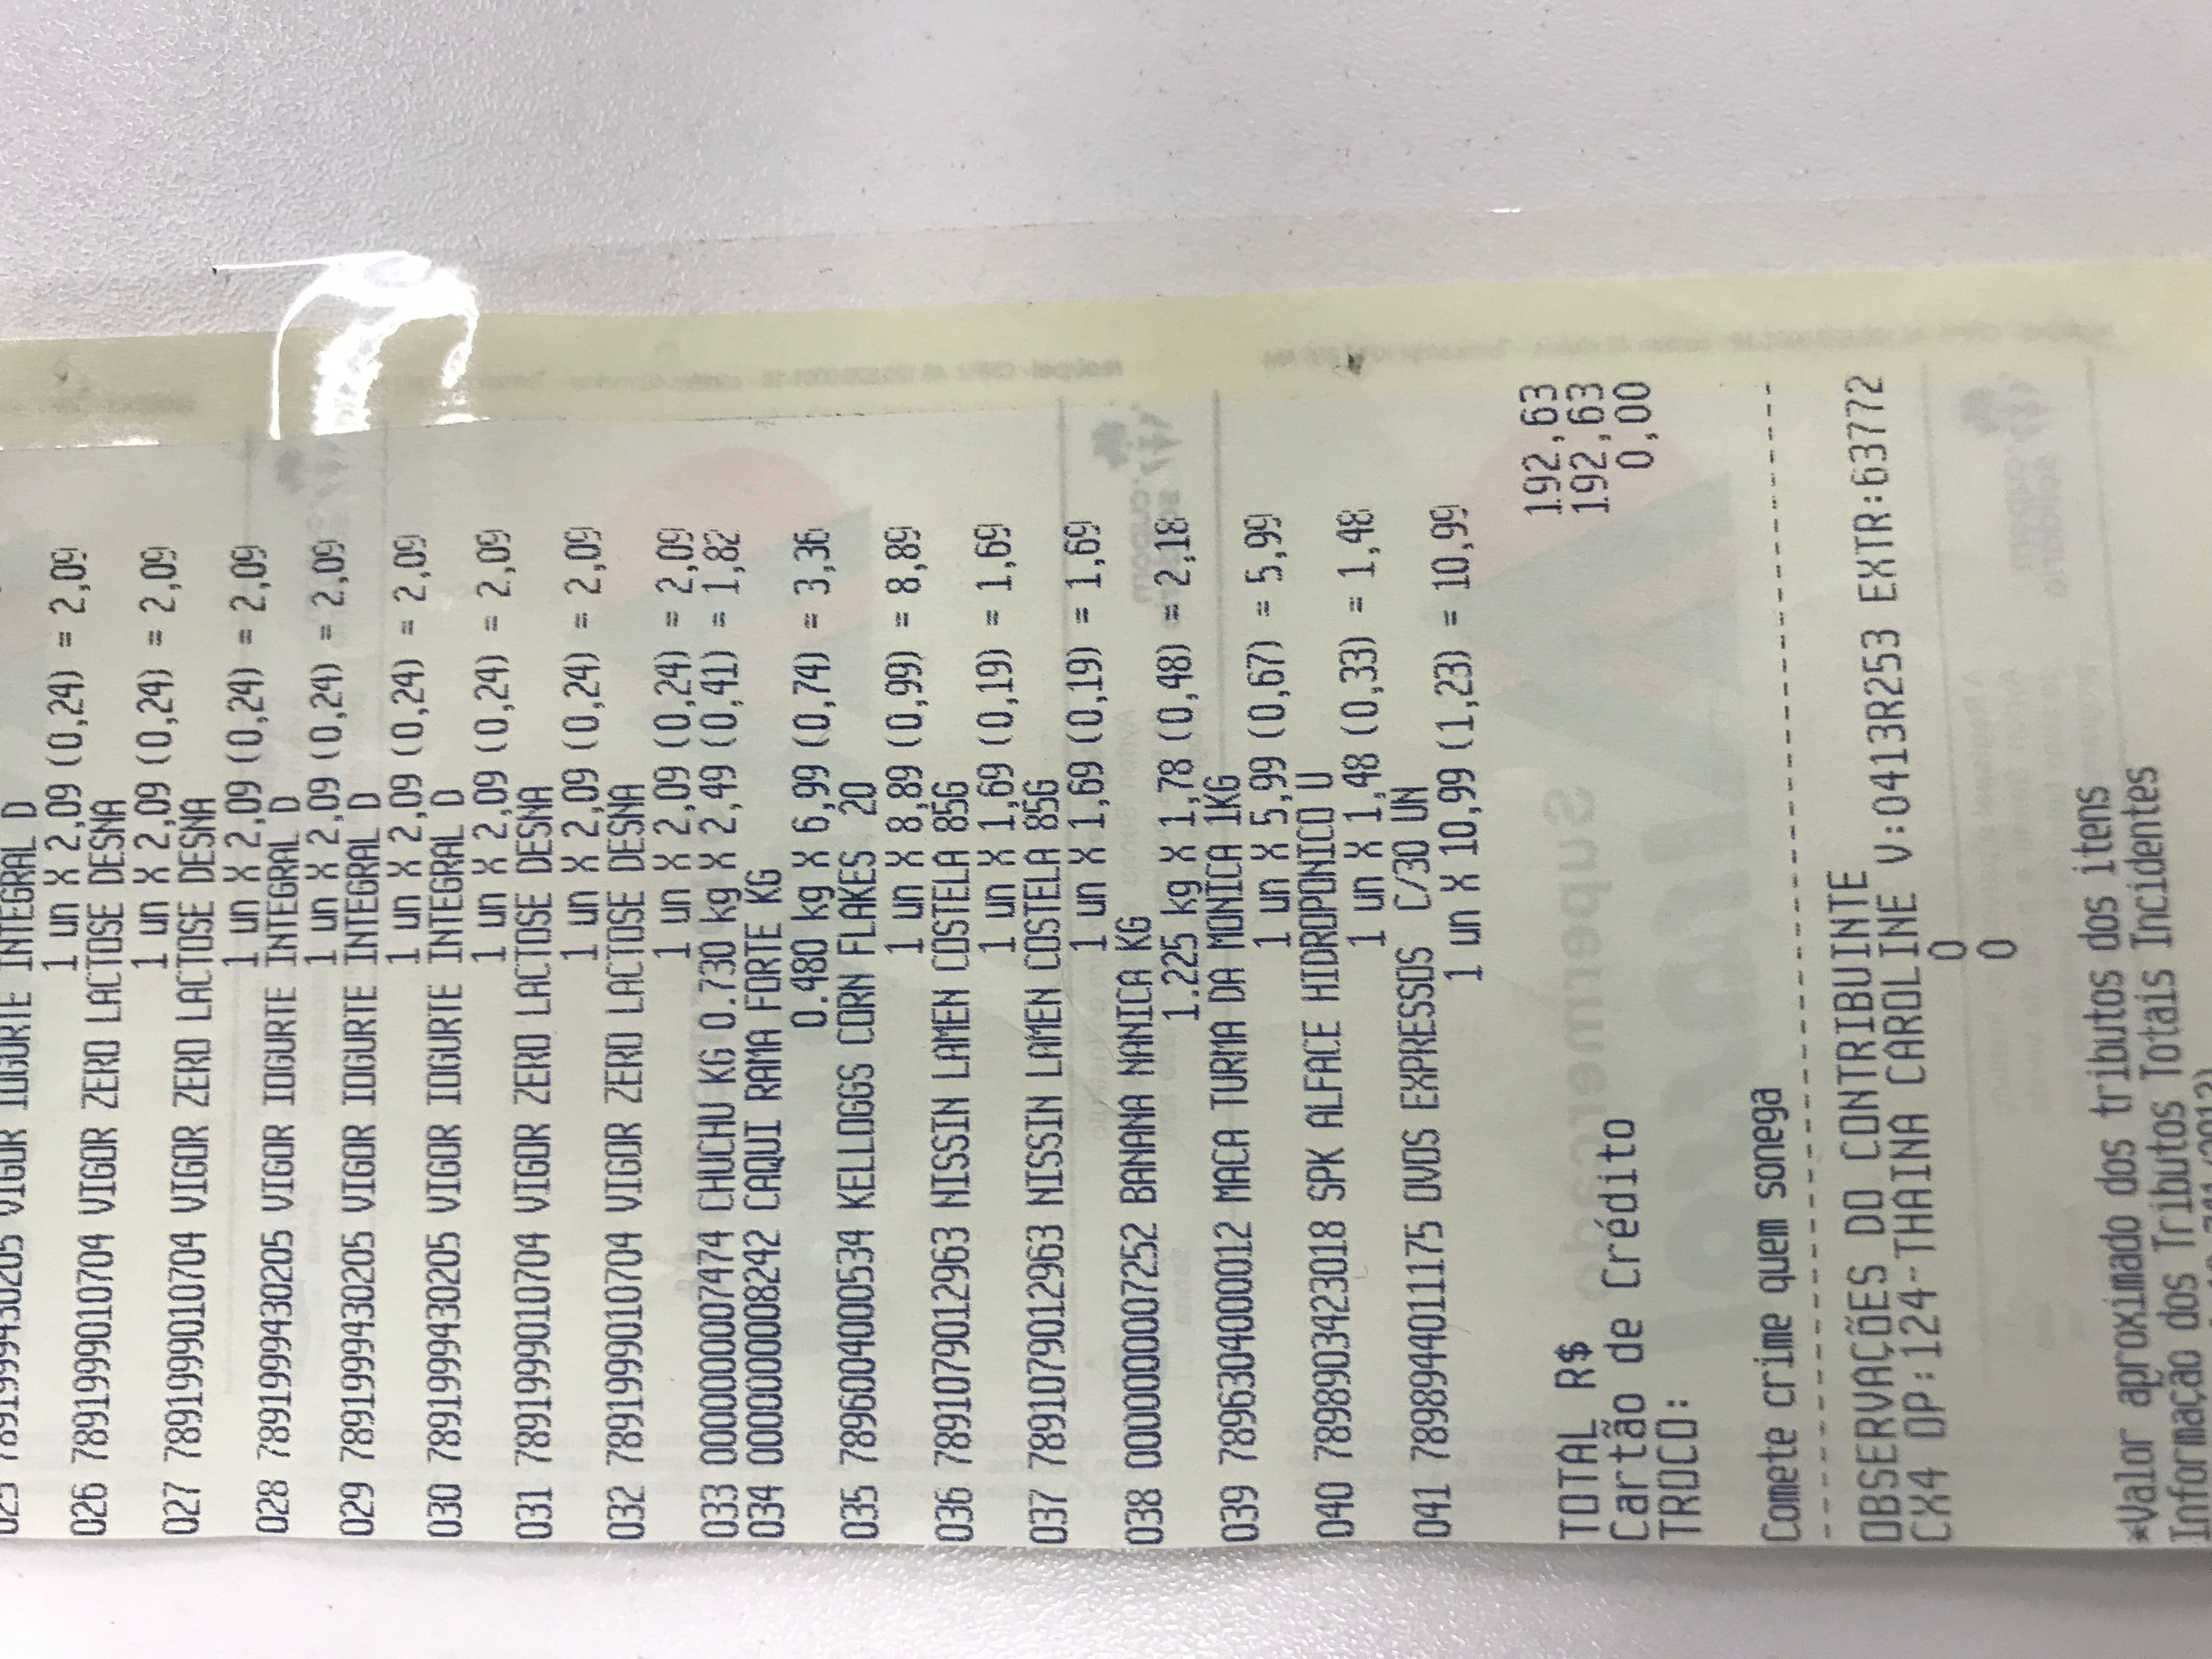 VIGOR IOGURTE INTEGRAL D
1 un X 2,09 (0,24) = 2,09
026 7891999010704 VIGOR ZERO LACTOSE DESNA
1 un X 2,09 (0,24) = 2,09
027 7891999010704 VIGOR ZERO LACTOSE DESNA
1 un X 2,09 (0,24) = 2,09
028 7891999430205 VIGOR IOGURTE INTEGRAL D
1 un X 2,09 (0,24) = 2,09
029 7891999430205 VIGOR IOGURTE INTEGRAL D
1 un X 2,09 (0,24) = 2,09
030 7891999430205 VIGOR IOGURTE INTEGRAL D
1 un X 2,09 (0,24) = 2,09
031 7891999010704 VIGOR ZERO LACTOSE DESNA
1 un X 2,09 (0,24) = 2,09
032 7891999010704 VIGOR ZERO LACTOSE DESNA
1 un X 2,09 (0,24) = 2,09
033 0000000007474 CHUCHU KG 0.730 kg X 2,49 (0,41) = 1,82
034 0000000008242 CAQUI RAMA FORTE KG
0.480 kg X 6,99 (0,74) = 3,36
035 7896004000534 KELLOGGS CORN FLAKES 20
1 un X 8,89 (0,99) = 8,89
036 7891079012963 NISSIN LAMEN COSTELA 85G
1 un X 1,69 (0,19) = 1,69
037 7891079012963 NISSIN LAMEN COSTELA 85G
1 un X 1,69 (0,19) = 1,69
038 0000000007252 BANANA NANICA KG
1.225 kg X 1,78 (0,48) = 2,18
039 7896304000012 MACA TURMA DA MONICA 1KG
1 un X 5,99 (0,67) = 5,99
040 7898903423018 SPK ALFACE HIDROPONICO U
1 un X 1,48 (0,33) = 1,48
041 7989894401117​5 OVOS EXPRESSOS C/30 UN
1 un X 10,99 (1,23) = 10,99
TOTAL R$ 192,63
Cartão de Crédito 192,63
TROCO: 0,00
Comete crime quem sonega
OBSERVAÇÕES DO CONTRIBUINTE
CX4 OP:124-THAINA CAROLINE V:0413R253 EXTR:63772
0
0
*Valor aproximado dos tributos dos itens
Informação dos Tributos Totais Incidentes